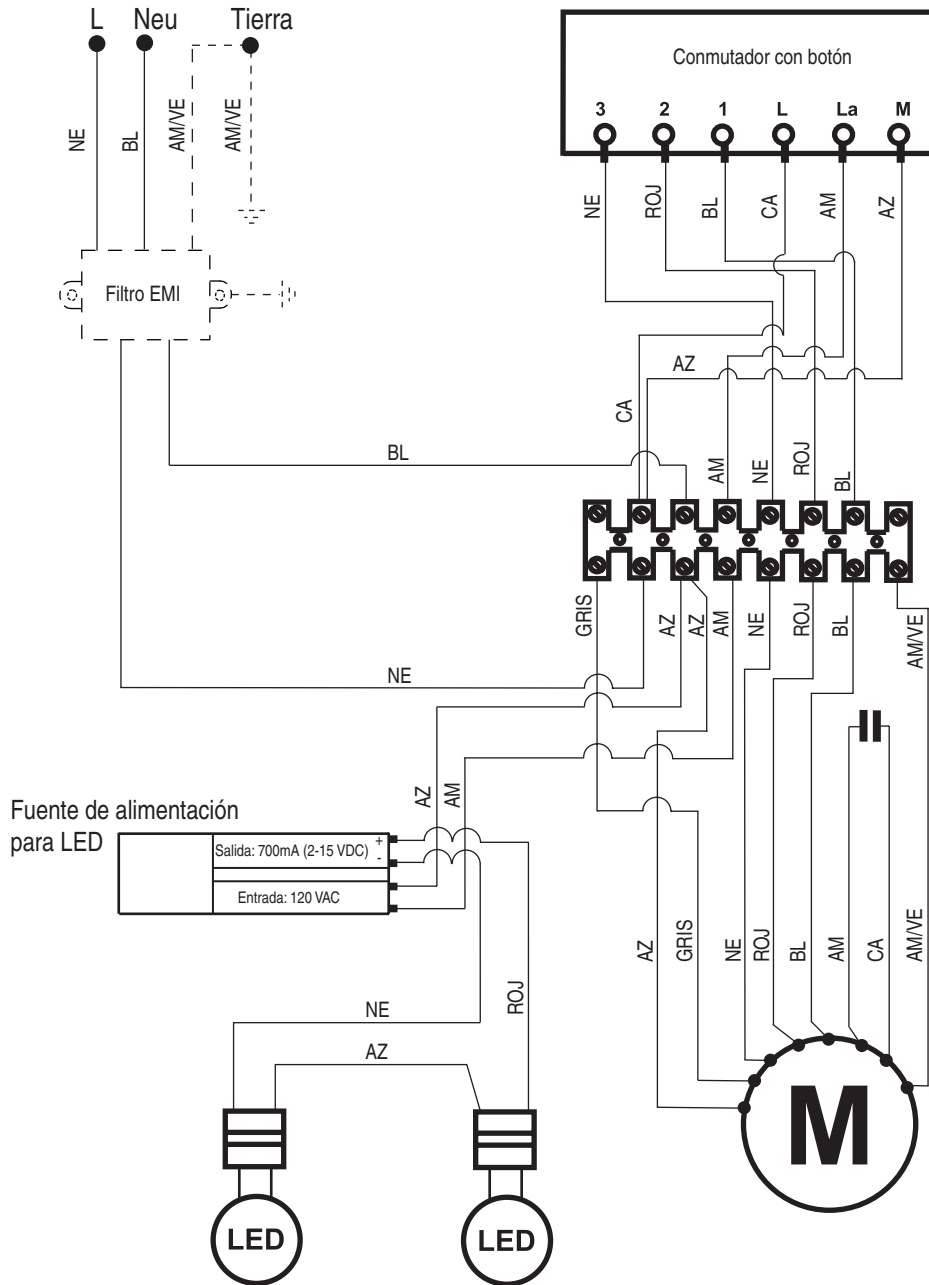 L Neu Tierra
NE BL AM/VE AM/VE
Filtro EMI
Conmutador con botón
3 2 1 L La M
NE ROJ BL CA AM AZ
AZ
CA
BL
AM NE ROJ BL
GRIS AZ AZ AM NE ROJ BL AM/VE
NE
AZ AM
Fuente de alimentación
para LED
Salida: 700mA (2-15 VDC) +
-
Entrada: 120 VAC
AZ GRIS NE ROJ BL AM CA AM/VE
NE
ROJ
AZ
M
LED LED